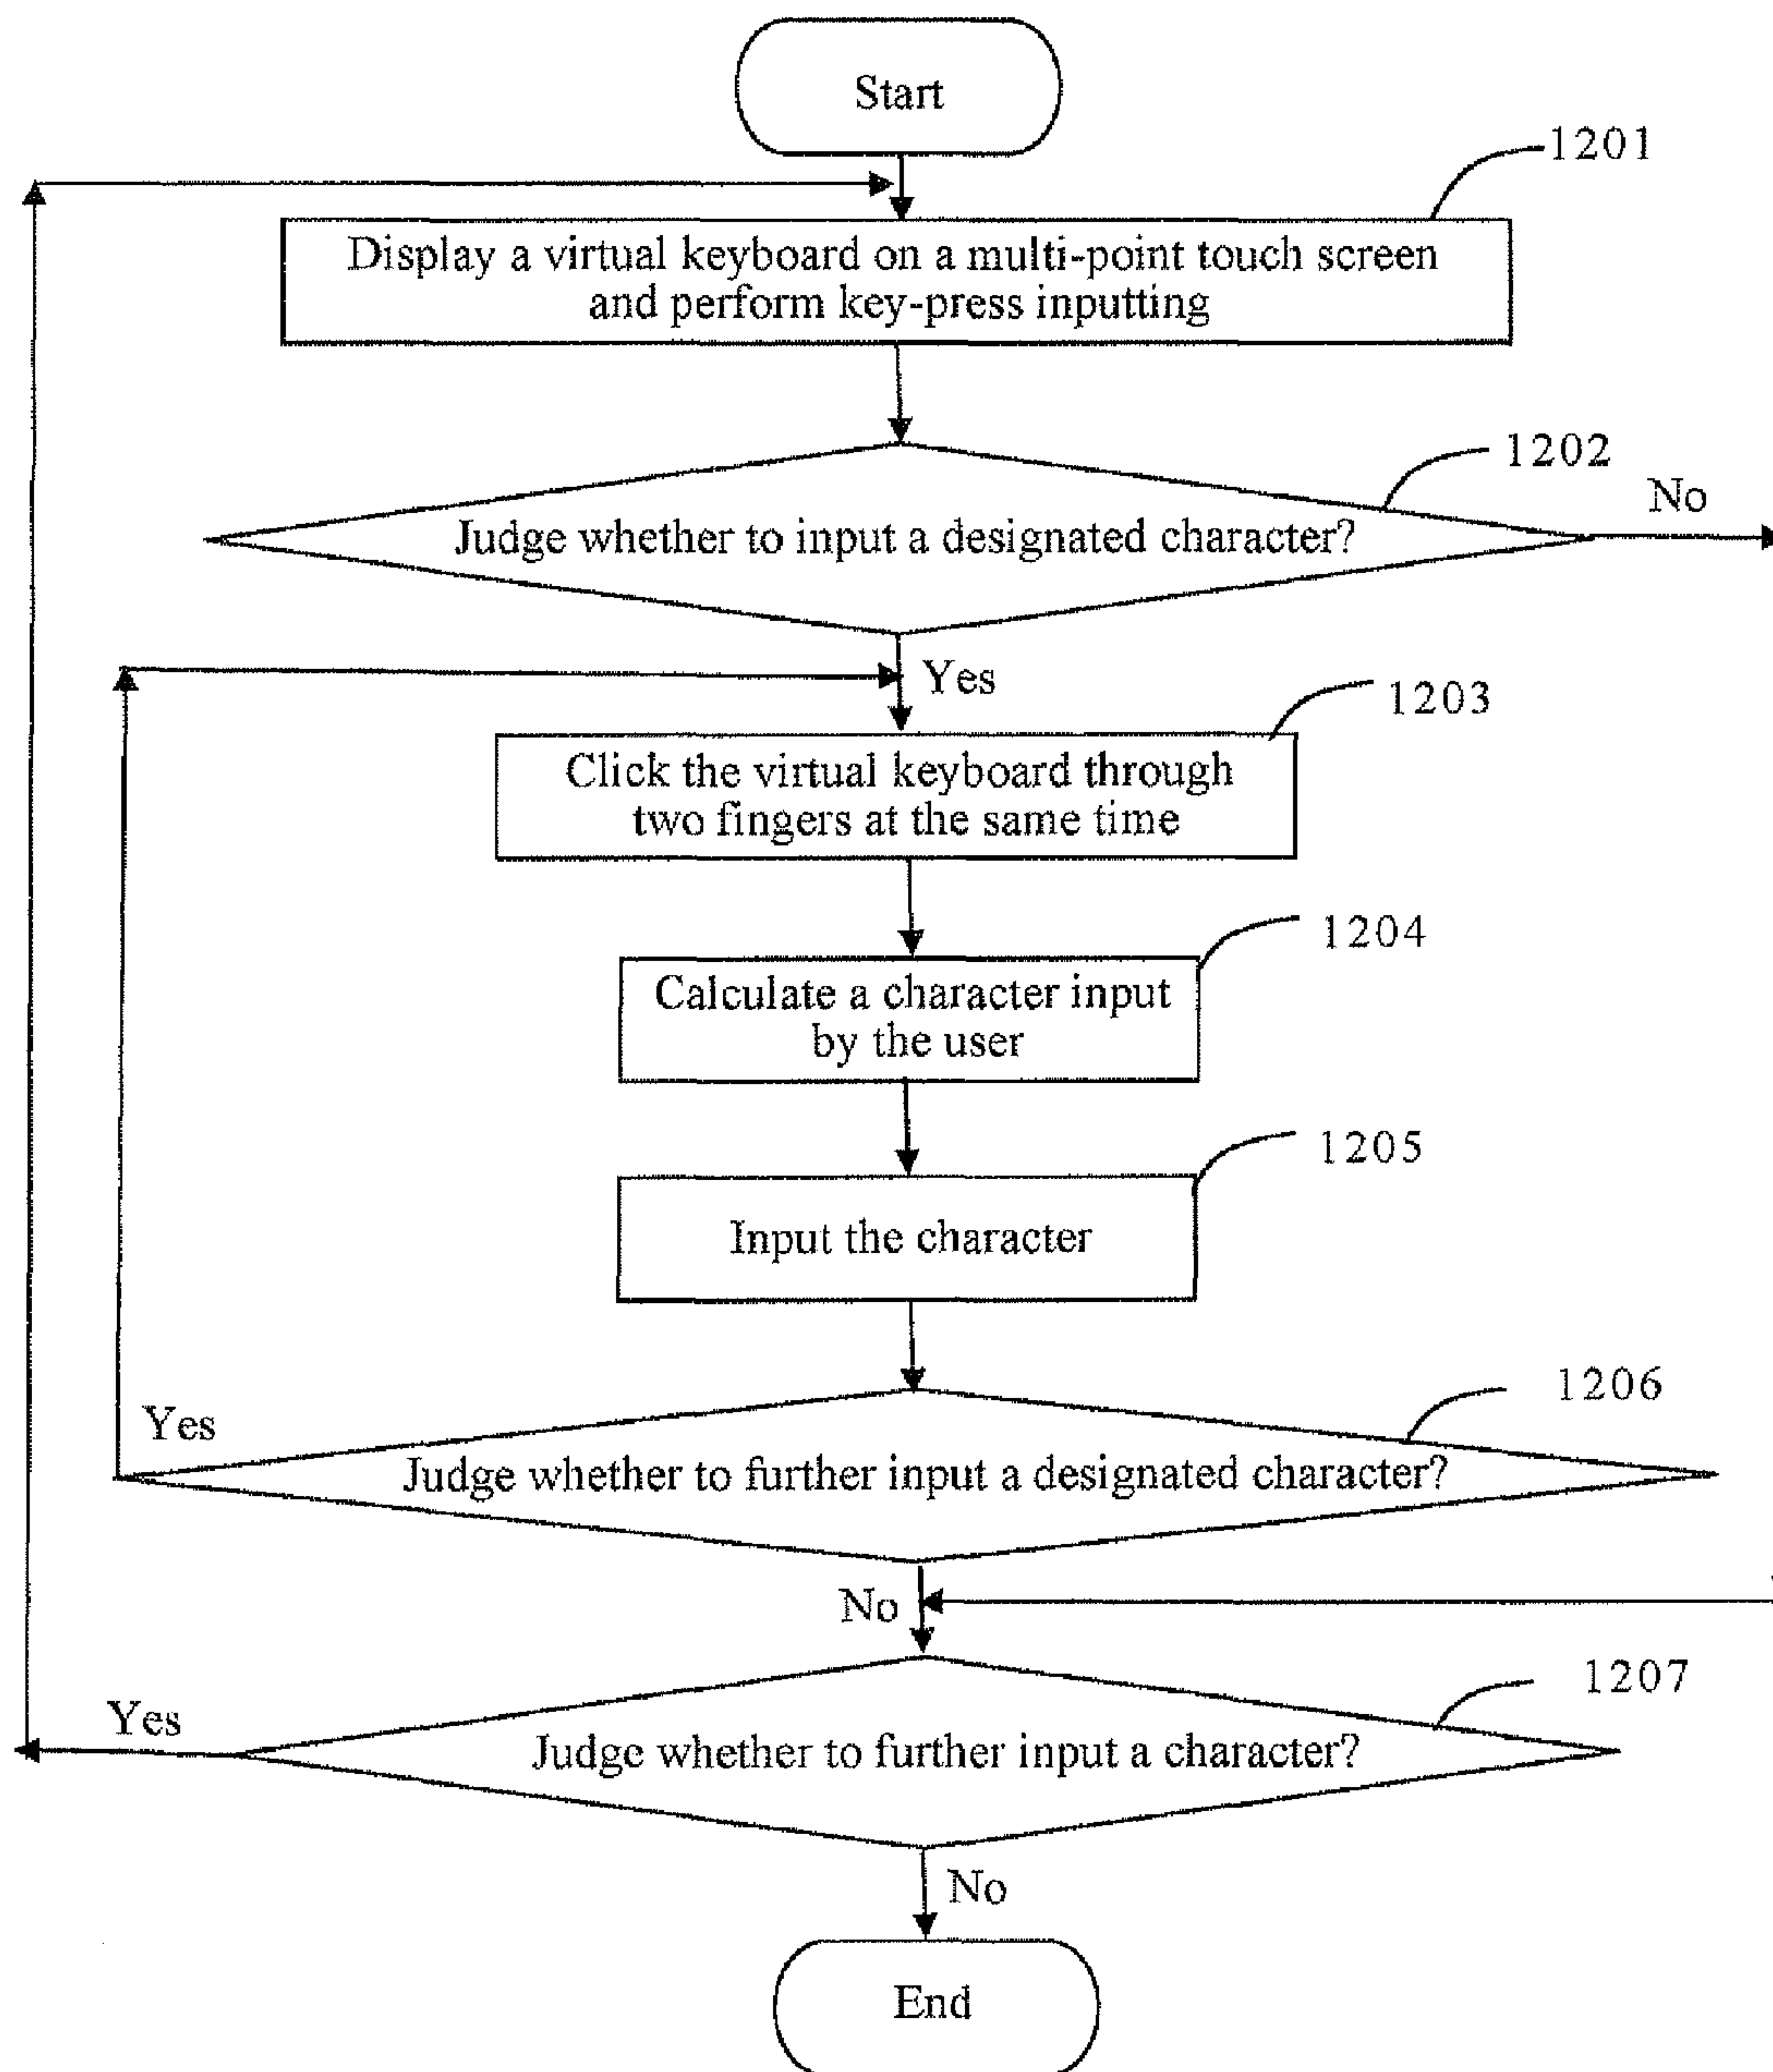 Start
1201
Display a virtual keyboard on a multi-point touch screen
and perform key-press inputting
1202
No
Judge whether to input a designated character?
Yes
1203
Click the virtual keyboard through
two fingers at the same time
1204
Calculate a character input
by the user
1205
Input the character
1206
Yes
Judge whether to further input a designated character?
No
1207
Yes
Judge whether to further input a character?
No
End